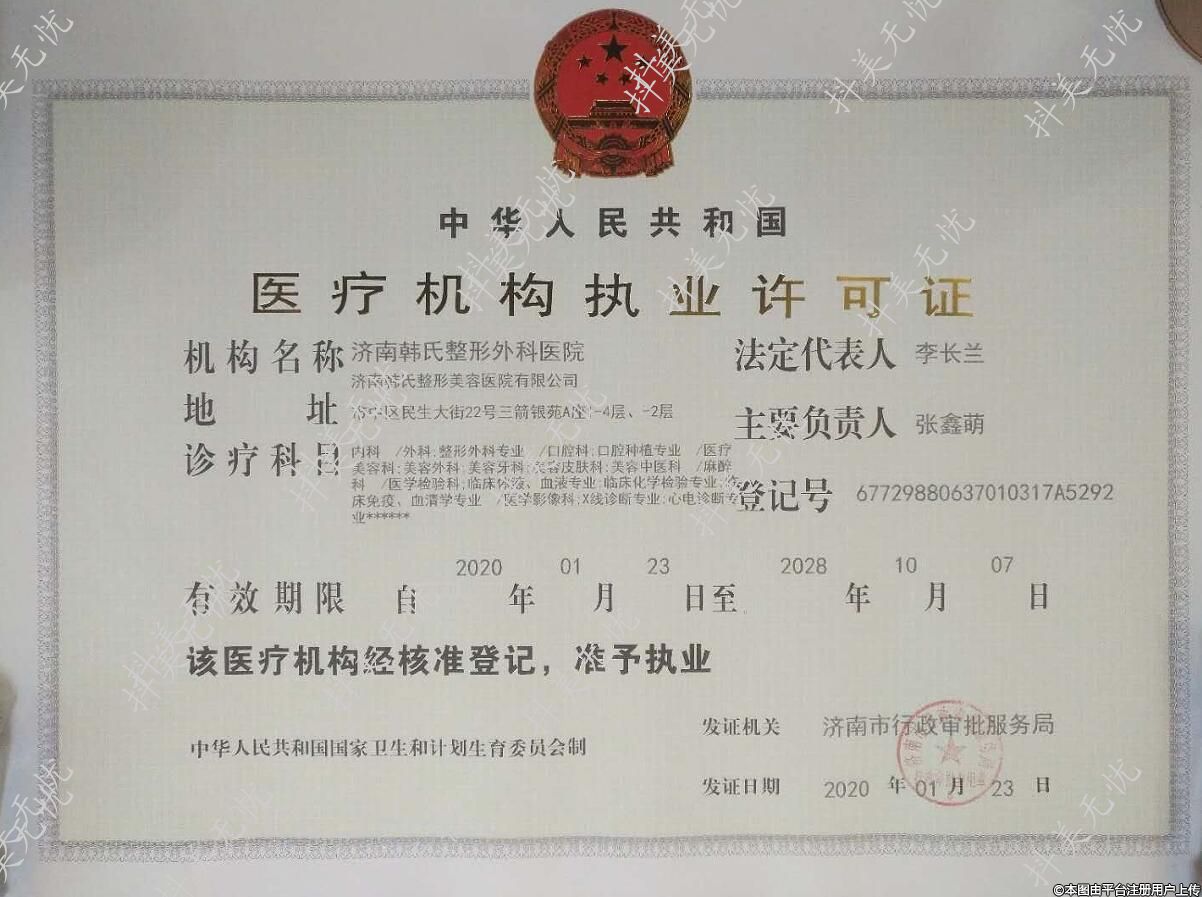 中华人民共和国
医疗机构执业许可证
机构名称 济南韩氏整形外科医院
济南韩氏整形美容医院有限公司
法定代表人 李长兰
地址 市中区民生大街22号三箭银苑A座-4层、-2层
主要负责人 张鑫萌
诊疗科目 内科 /外科;整形外科专业 /口腔科;口腔种植专业 /医疗
美容科;美容外科;美容牙科;美容皮肤科;美容中医科 /麻醉
科 /医学检验科;临床体液、血液专业;临床化学检验专业;临
床免疫、血清学专业 /医学影像科;X线诊断专业;心电诊断专
业******
登记号 67729880637010317A5292
有效期限 自 2020 年 01 月 23 日至 2028 年 10 月 07 日
该医疗机构经核准登记，准予执业
发证机关 济南市行政审批服务局
中华人民共和国国家卫生和计划生育委员会制
发证日期 2020 年 01 月 23 日
抖美无忧
©本图由平台注册用户上传